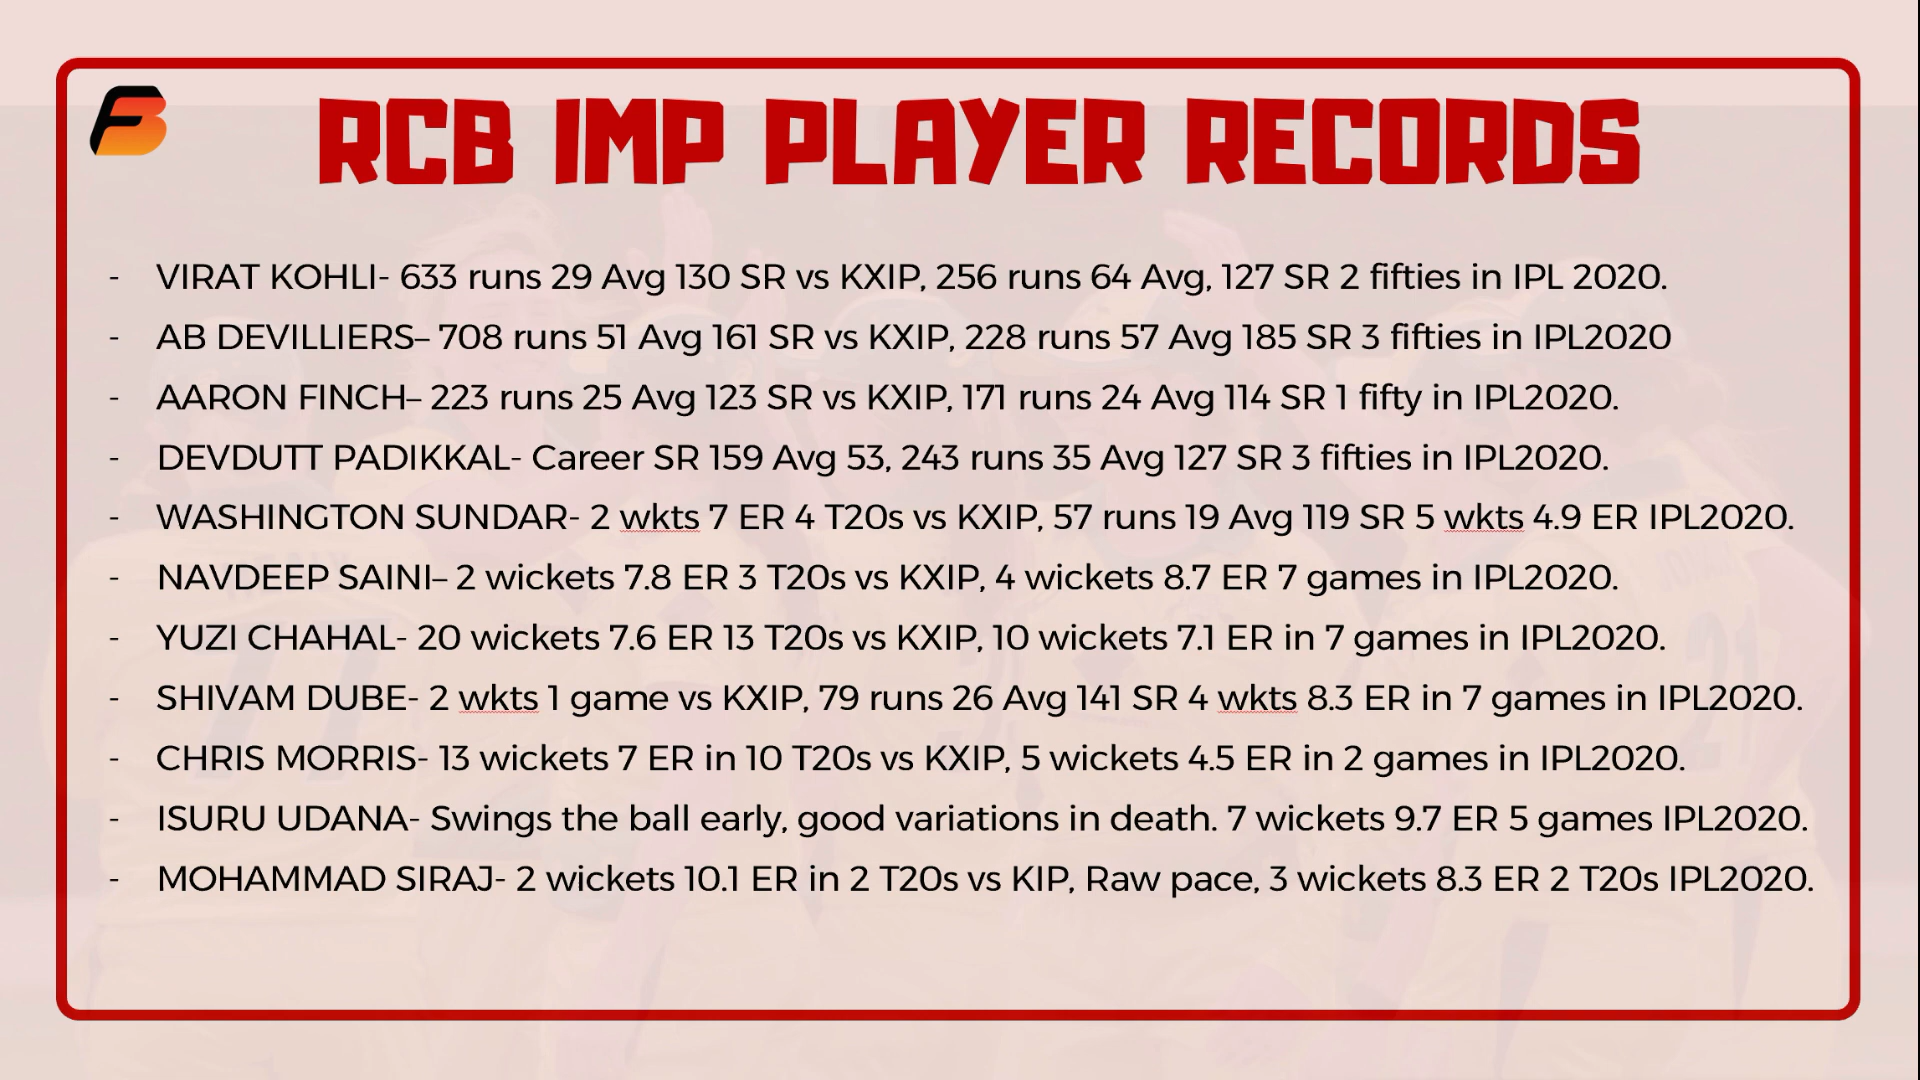 RCB IMP PLAYER RECORDS
- VIRAT KOHLI- 633 runs 29 Avg 130 SR vs KXIP, 256 runs 64 Avg, 127 SR 2 fifties in IPL 2020.
- AB DEVILLIERS– 708 runs 51 Avg 161 SR vs KXIP, 228 runs 57 Avg 185 SR 3 fifties in IPL2020
- AARON FINCH– 223 runs 25 Avg 123 SR vs KXIP, 171 runs 24 Avg 114 SR 1 fifty in IPL2020.
- DEVDUTT PADIKKAL- Career SR 159 Avg 53, 243 runs 35 Avg 127 SR 3 fifties in IPL2020.
- WASHINGTON SUNDAR- 2 wkts 7 ER 4 T20s vs KXIP, 57 runs 19 Avg 119 SR 5 wkts 4.9 ER IPL2020.
- NAVDEEP SAINI– 2 wickets 7.8 ER 3 T20s vs KXIP, 4 wickets 8.7 ER 7 games in IPL2020.
- YUZI CHAHAL- 20 wickets 7.6 ER 13 T20s vs KXIP, 10 wickets 7.1 ER in 7 games in IPL2020.
- SHIVAM DUBE- 2 wkts 1 game vs KXIP, 79 runs 26 Avg 141 SR 4 wkts 8.3 ER in 7 games in IPL2020.
- CHRIS MORRIS- 13 wickets 7 ER in 10 T20s vs KXIP, 5 wickets 4.5 ER in 2 games in IPL2020.
- ISURU UDANA- Swings the ball early, good variations in death. 7 wickets 9.7 ER 5 games IPL2020.
- MOHAMMAD SIRAJ- 2 wickets 10.1 ER in 2 T20s vs KIP, Raw pace, 3 wickets 8.3 ER 2 T20s IPL2020.